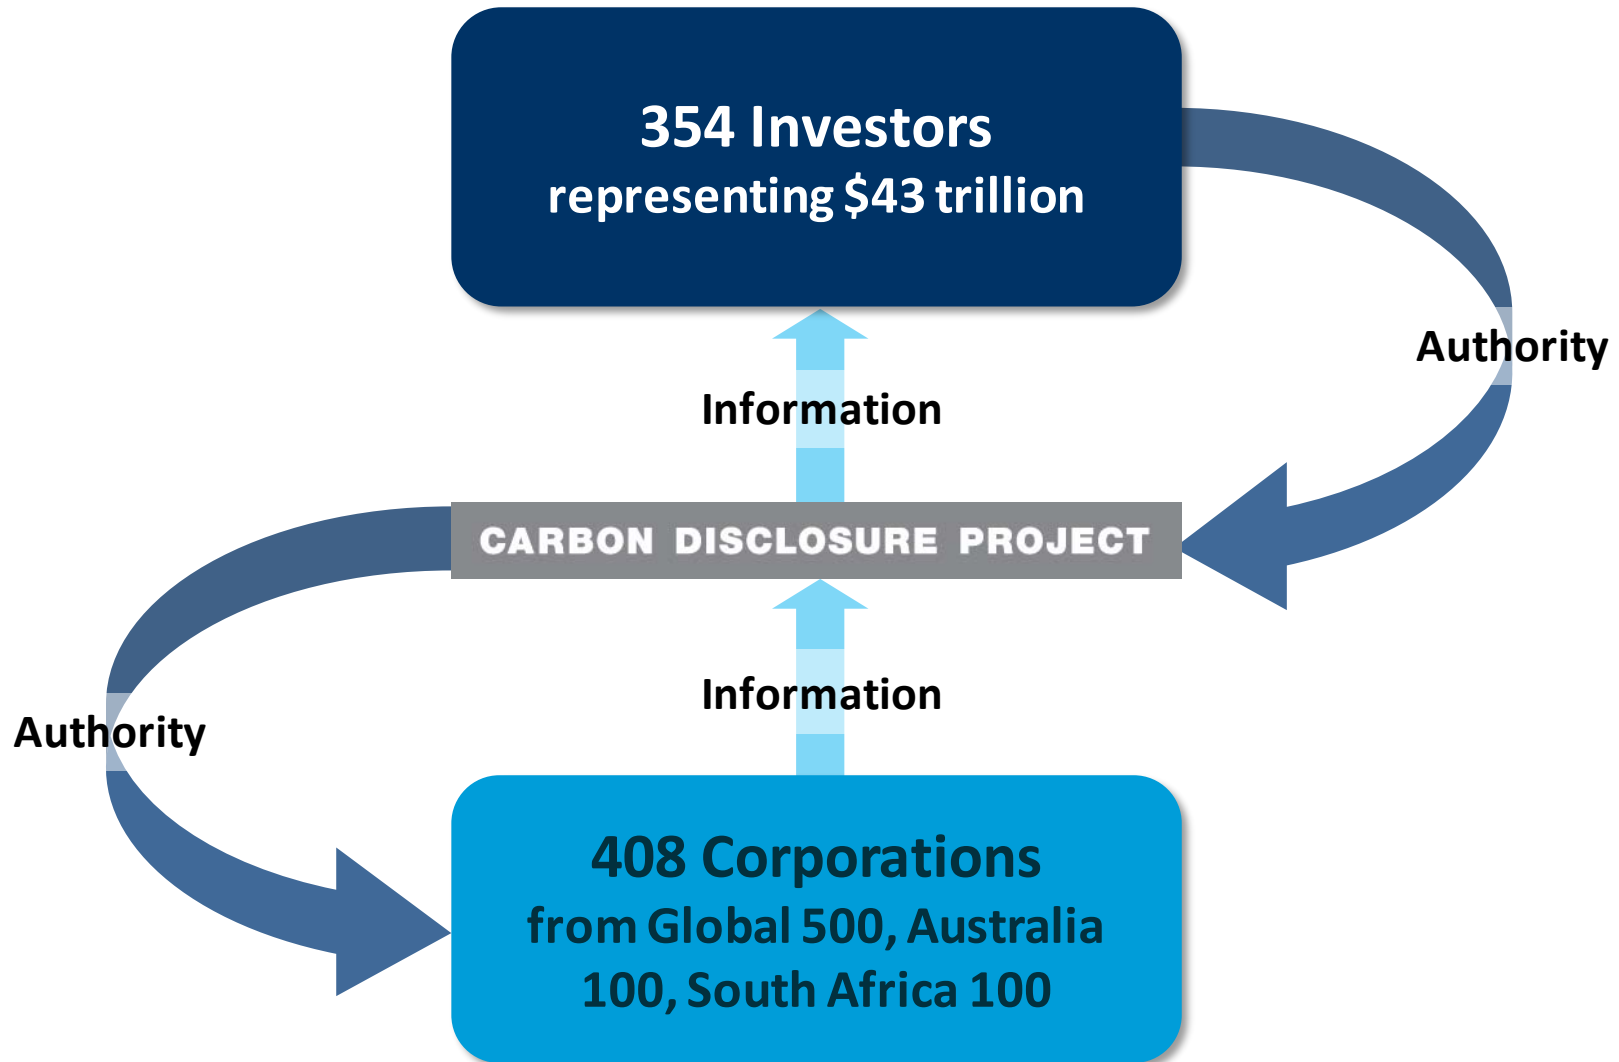 354 Investors
representing $43 trillion
Authority
Information
CARBON DISCLOSURE PROJECT
Information
Authority
408 Corporations
from Global 500, Australia
100, South Africa 100